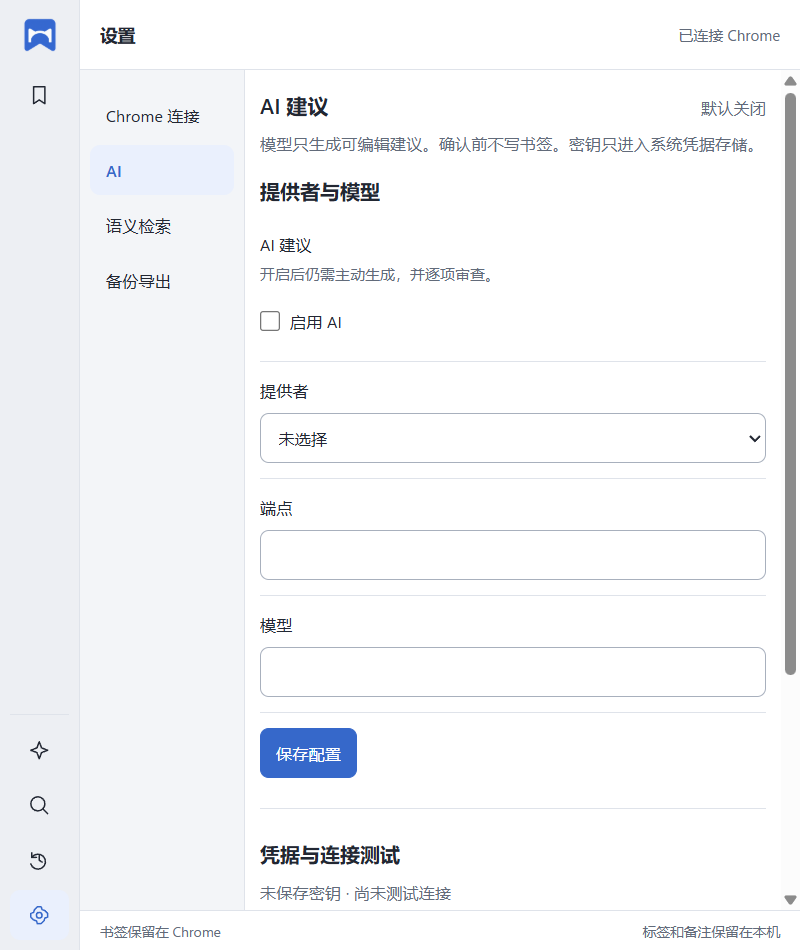 设置
已连接 Chrome
Chrome 连接
AI
语义检索
备份导出
AI 建议
默认关闭
模型只生成可编辑建议。确认前不写书签。密钥只进入系统凭据存储。
提供者与模型
AI 建议
开启后仍需主动生成，并逐项审查。
启用 AI
提供者
未选择
端点
模型
保存配置
凭据与连接测试
未保存密钥 · 尚未测试连接
书签保留在 Chrome
标签和备注保留在本机